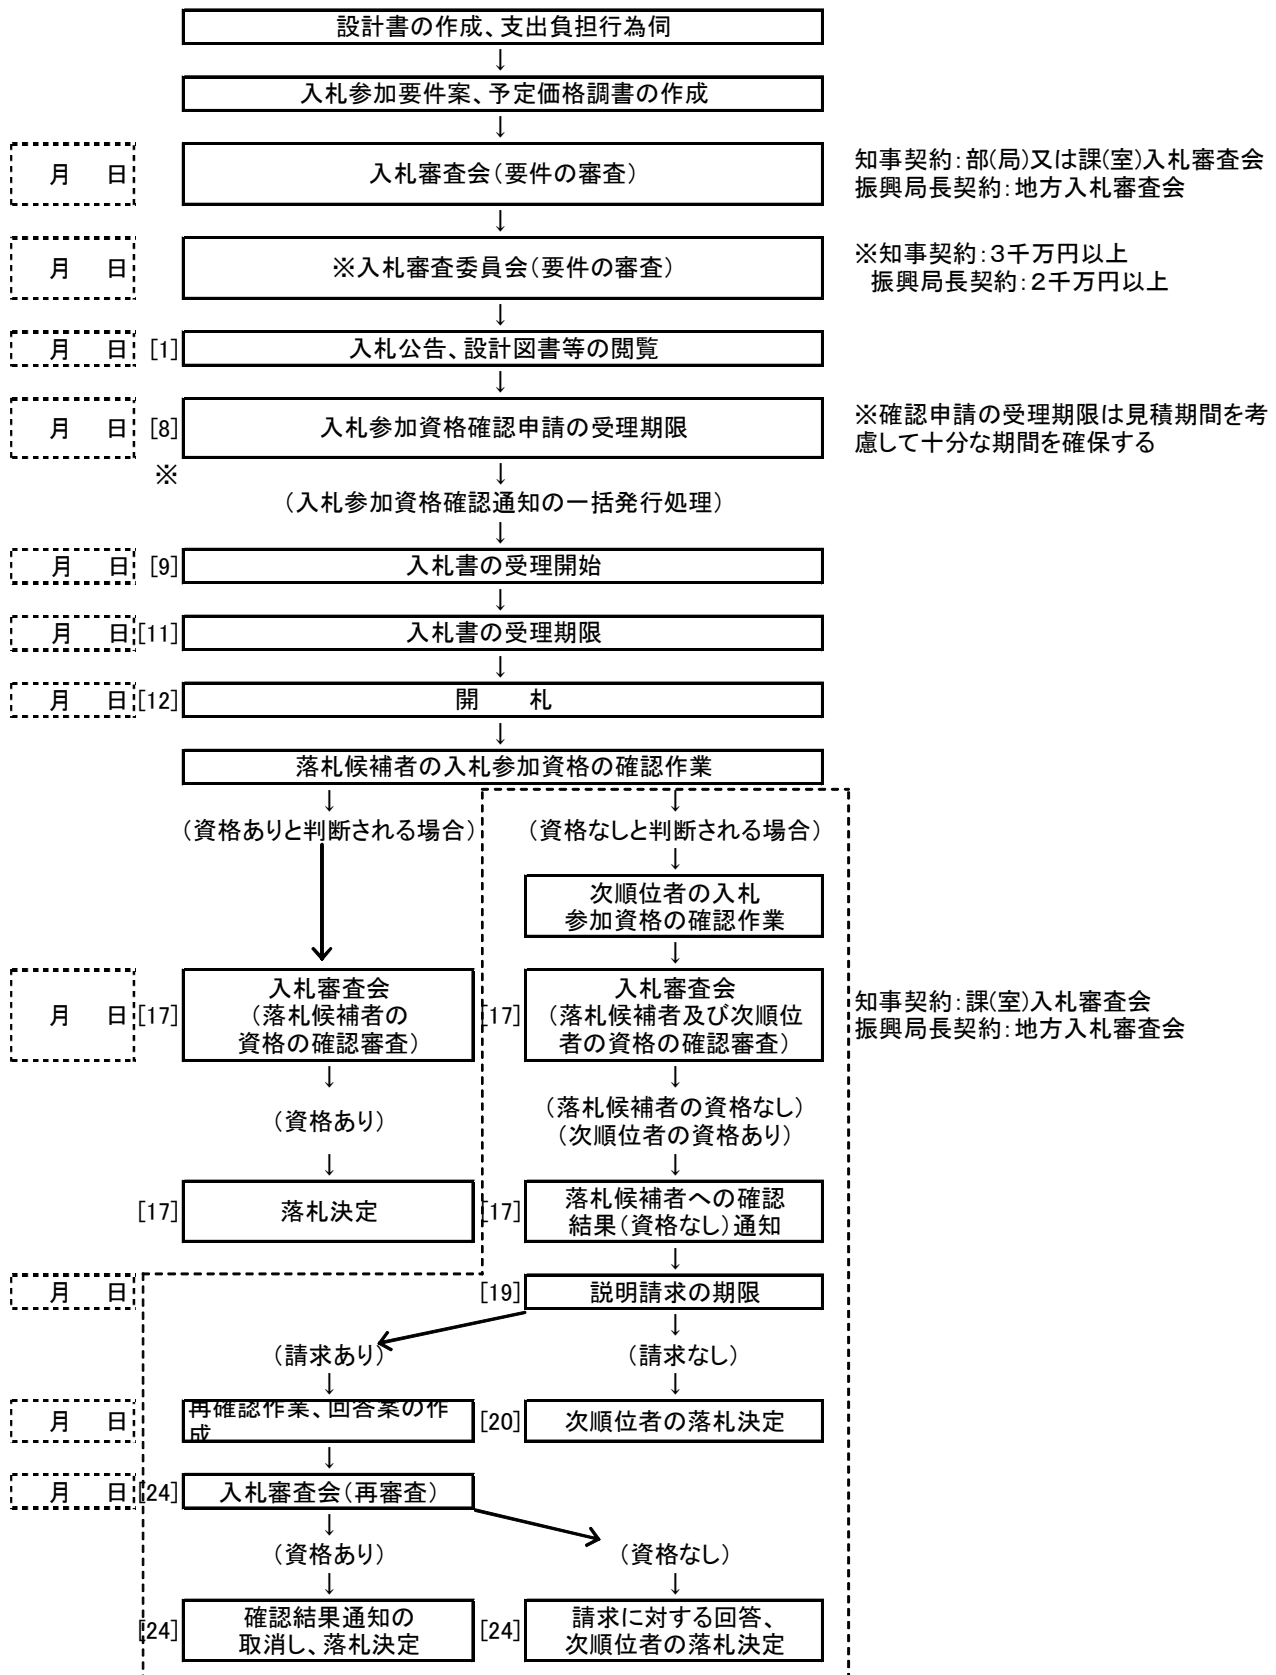 設計書の作成、支出負担行為伺
↓
入札参加要件案、予定価格調書の作成
↓
月 日 入札審査会（要件の審査） 知事契約：部（局）又は課（室）入札審査会
振興局長契約：地方入札審査会
↓
月 日 ※入札審査委員会（要件の審査） ※知事契約：３千万円以上
振興局長契約：２千万円以上
↓
月 日 [1] 入札公告、設計図書等の閲覧
↓
月 日 [8] 入札参加資格確認申請の受理期限 ※確認申請の受理期限は見積期間を考
慮して十分な期間を確保する
※ ↓
（入札参加資格確認通知の一括発行処理）
↓
月 日 [9] 入札書の受理開始
↓
月 日 [11] 入札書の受理期限
↓
月 日 [12] 開 札
↓
落札候補者の入札参加資格の確認作業
↓ ↓
（資格ありと判断される場合） （資格なしと判断される場合）
↓
次順位者の入札
参加資格の確認作業
↓
月 日 [17] 入札審査会
（落札候補者の
資格の確認審査）
[17] 入札審査会
（落札候補者及び次順位
者の資格の確認審査）
知事契約：課（室）入札審査会
振興局長契約：地方入札審査会
↓ ↓
（資格あり） （落札候補者の資格なし）
（次順位者の資格あり）
↓ ↓
[17] 落札決定
[17] 落札候補者への確認
結果（資格なし）通知
↓
月 日 [19] 説明請求の期限
↓
（請求あり） （請求なし）
↓ ↓
月 日 再確認作業、回答案の作
成
[20] 次順位者の落札決定
↓
月 日 [24] 入札審査会（再審査）
↓
（資格あり） （資格なし）
↓ ↓
[24] 確認結果通知の
取消し、落札決定
[24] 請求に対する回答、
次順位者の落札決定